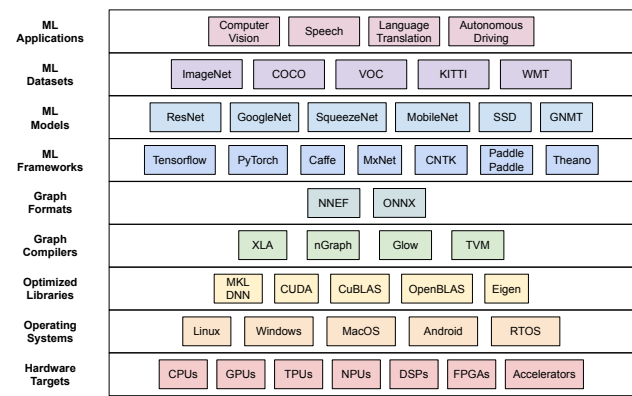 ML
Applications
Computer
Vision
Speech
Language
Translation
Autonomous
Driving
ML
Datasets
ImageNet
COCO
VOC
KITTI
WMT
ML
Models
ResNet
GoogleNet
SqueezeNet
MobileNet
SSD
GNMT
ML
Frameworks
Tensorflow
PyTorch
Caffe
MxNet
CNTK
Paddle
Paddle
Theano
Graph
Formats
NNEF
ONNX
Graph
Compilers
XLA
nGraph
Glow
TVM
Optimized
Libraries
MKL
DNN
CUDA
CuBLAS
OpenBLAS
Eigen
Operating
Systems
Linux
Windows
MacOS
Android
RTOS
Hardware
Targets
CPUs
GPUs
TPUs
NPUs
DSPs
FPGAs
Accelerators